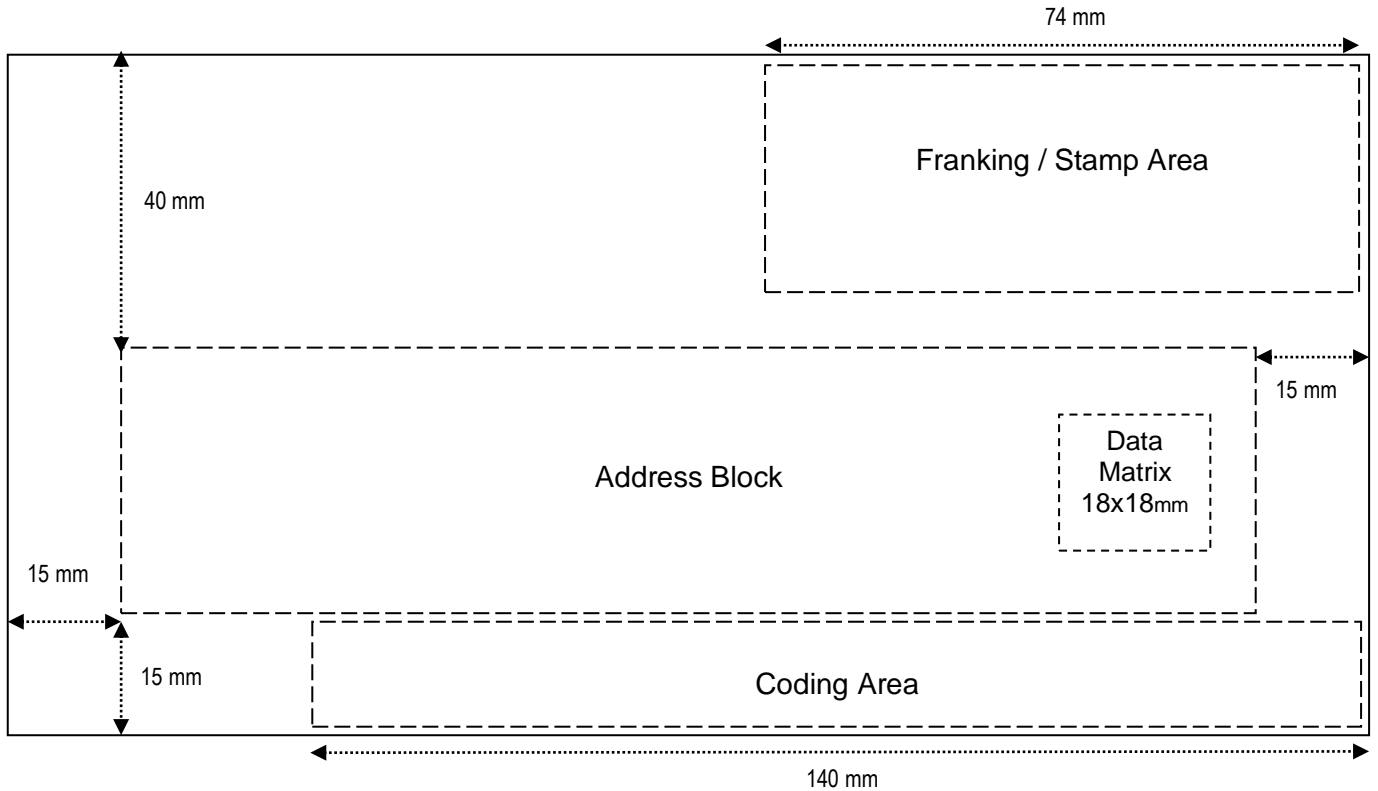 74 mm
Franking / Stamp Area
40 mm
15 mm
Data
Matrix
18x18mm
Address Block
15 mm
15 mm
Coding Area
140 mm